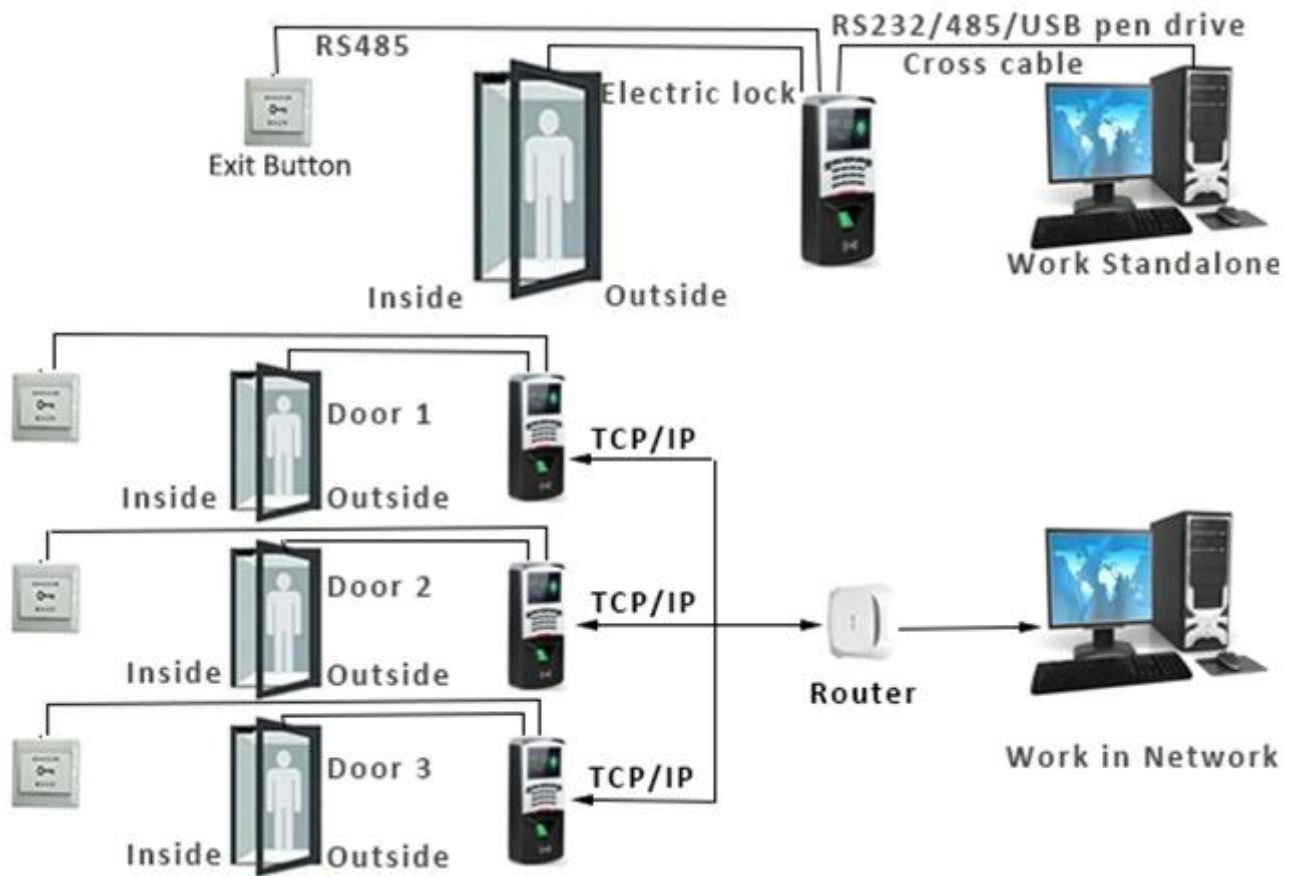 RS485
RS232/485/USB pen drive
Cross cable
Electric lock
Exit Button
Work Standalone
Inside
Outside
Door 1
TCP/IP
Inside
Outside
Door 2
TCP/IP
Inside
Outside
Router
Door 3
TCP/IP
Work in Network
Inside
Outside